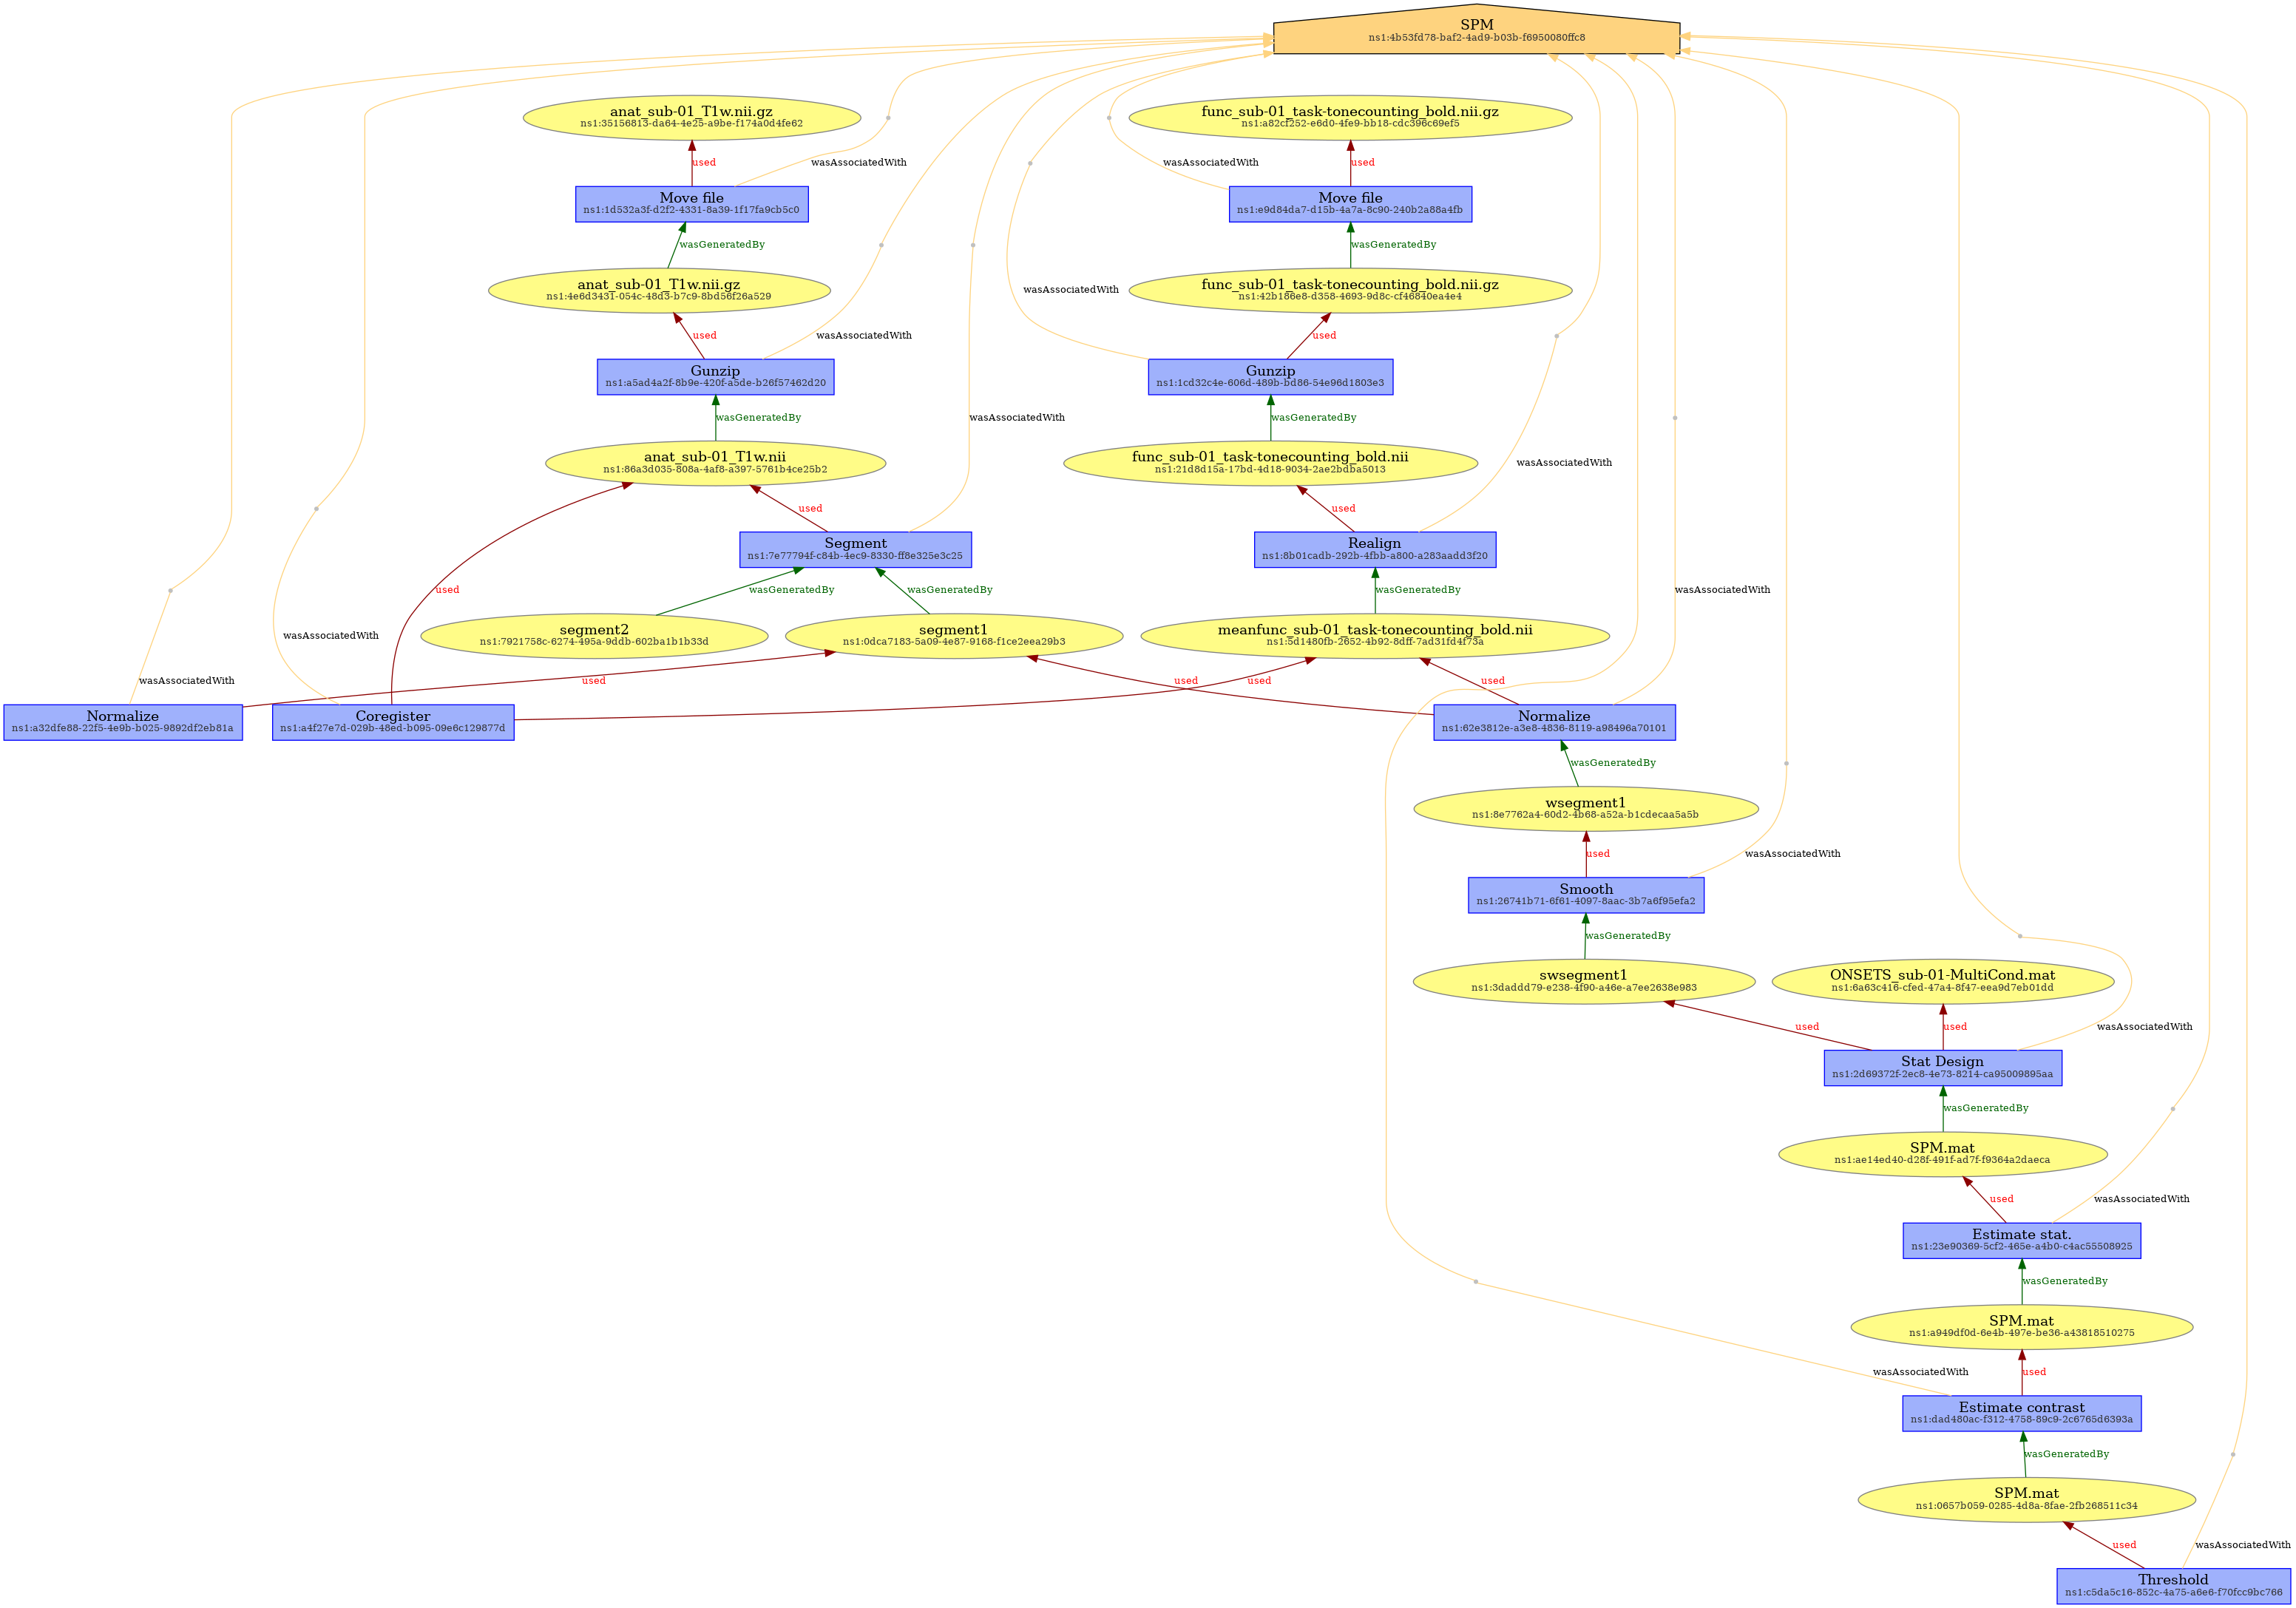 SPM
ns1:4b53fd78-baf2-4ad9-b03b-f6950080ffc8
anat_sub-01_T1w.nii.gz
ns1:35156813-da64-4e25-a9be-f174a0d4fe62
func_sub-01_task-tonecounting_bold.nii.gz
ns1:a82cf252-e6d0-4fe9-bb18-cdc396c69ef5
used
wasAssociatedWith
wasAssociatedWith
used
Move file
ns1:1d532a3f-d2f2-4331-8a39-1f17fa9cb5c0
Move file
ns1:e9d84da7-d15b-4a7a-8c90-240b2a88a4fb
wasGeneratedBy
wasGeneratedBy
anat_sub-01_T1w.nii.gz
ns1:4e6d3431-054c-48d3-b7c9-8bd56f26a529
wasAssociatedWith
func_sub-01_task-tonecounting_bold.nii.gz
ns1:42b186e8-d358-4693-9d8c-cf46840ea4e4
used
wasAssociatedWith
used
Gunzip
ns1:a5ad4a2f-8b9e-420f-a5de-b26f57462d20
Gunzip
ns1:1cd32c4e-606d-489b-bd86-54e96d1803e3
wasGeneratedBy
wasAssociatedWith
wasGeneratedBy
anat_sub-01_T1w.nii
ns1:86a3d035-808a-4af8-a397-5761b4ce25b2
func_sub-01_task-tonecounting_bold.nii
ns1:21d8d15a-17bd-4d18-9034-2ae2bdba5013
wasAssociatedWith
used
used
Segment
ns1:7e77794f-c84b-4ec9-8330-ff8e325e3c25
Realign
ns1:8b01cadb-292b-4fbb-a800-a283aadd3f20
used
wasGeneratedBy
wasGeneratedBy
wasGeneratedBy
wasAssociatedWith
wasAssociatedWith
segment2
ns1:7921758c-6274-495a-9ddb-602ba1b1b33d
segment1
ns1:0dca7183-5a09-4e87-9168-f1ce2eea29b3
meanfunc_sub-01_task-tonecounting_bold.nii
ns1:5d1480fb-2652-4b92-8dff-7ad31fd4f73a
wasAssociatedWith
used
used
used
used
Normalize
ns1:a32dfe88-22f5-4e9b-b025-9892df2eb81a
Coregister
ns1:a4f27e7d-029b-48ed-b095-09e6c129877d
Normalize
ns1:62e3812e-a3e8-4836-8119-a98496a70101
wasGeneratedBy
wsegment1
ns1:8e7762a4-60d2-4b68-a52a-b1cdecaa5a5b
used
wasAssociatedWith
Smooth
ns1:26741b71-6f61-4097-8aac-3b7a6f95efa2
wasGeneratedBy
swsegment1
ns1:3daddd79-e238-4f90-a46e-a7ee2638e983
ONSETS_sub-01-MultiCond.mat
ns1:6a63c416-cfed-47a4-8f47-eea9d7eb01dd
used
used
wasAssociatedWith
Stat Design
ns1:2d69372f-2ec8-4e73-8214-ca95009895aa
wasGeneratedBy
SPM.mat
ns1:ae14ed40-d28f-491f-ad7f-f9364a2daeca
used
wasAssociatedWith
Estimate stat.
ns1:23e90369-5cf2-465e-a4b0-c4ac55508925
wasGeneratedBy
SPM.mat
ns1:a949df0d-6e4b-497e-be36-a43818510275
wasAssociatedWith
used
Estimate contrast
ns1:dad480ac-f312-4758-89c9-2c6765d6393a
wasGeneratedBy
SPM.mat
ns1:0657b059-0285-4d8a-8fae-2fb268511c34
used
wasAssociatedWith
Threshold
ns1:c5da5c16-852c-4a75-a6e6-f70fcc9bc766